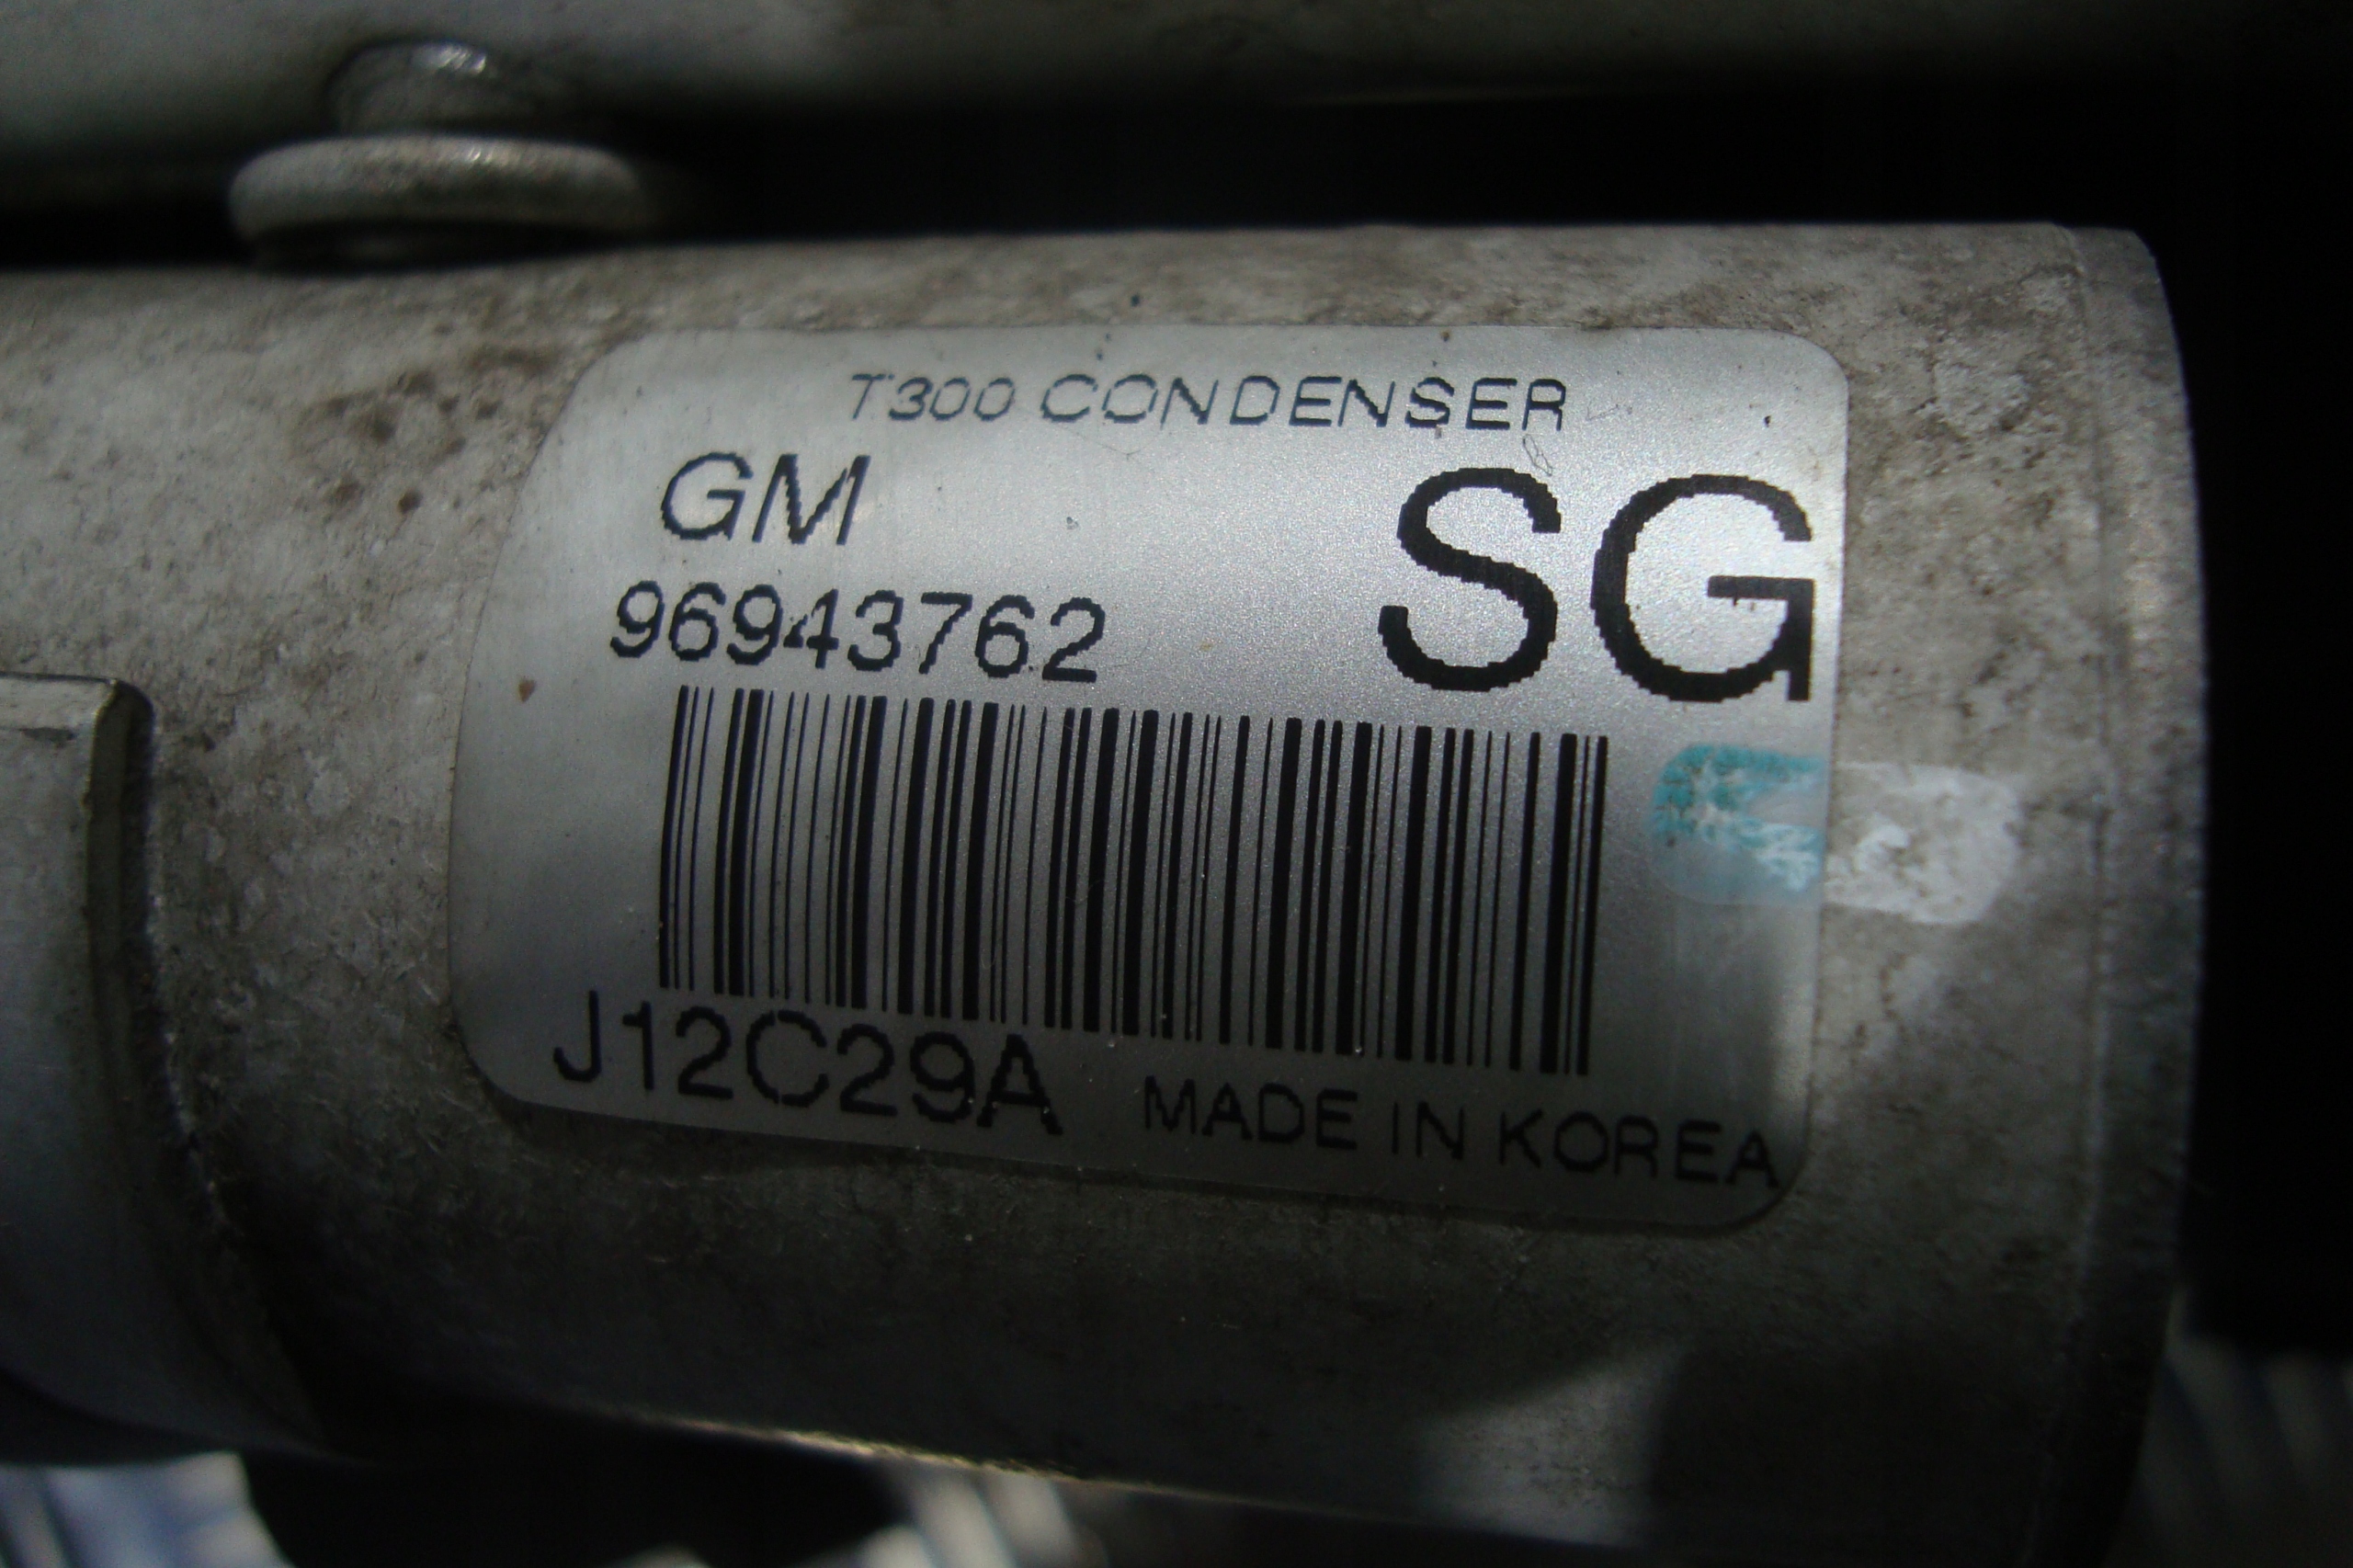 T300 CONDENSER
GM
SG
96943762
J12C29A
MADE IN KOREA